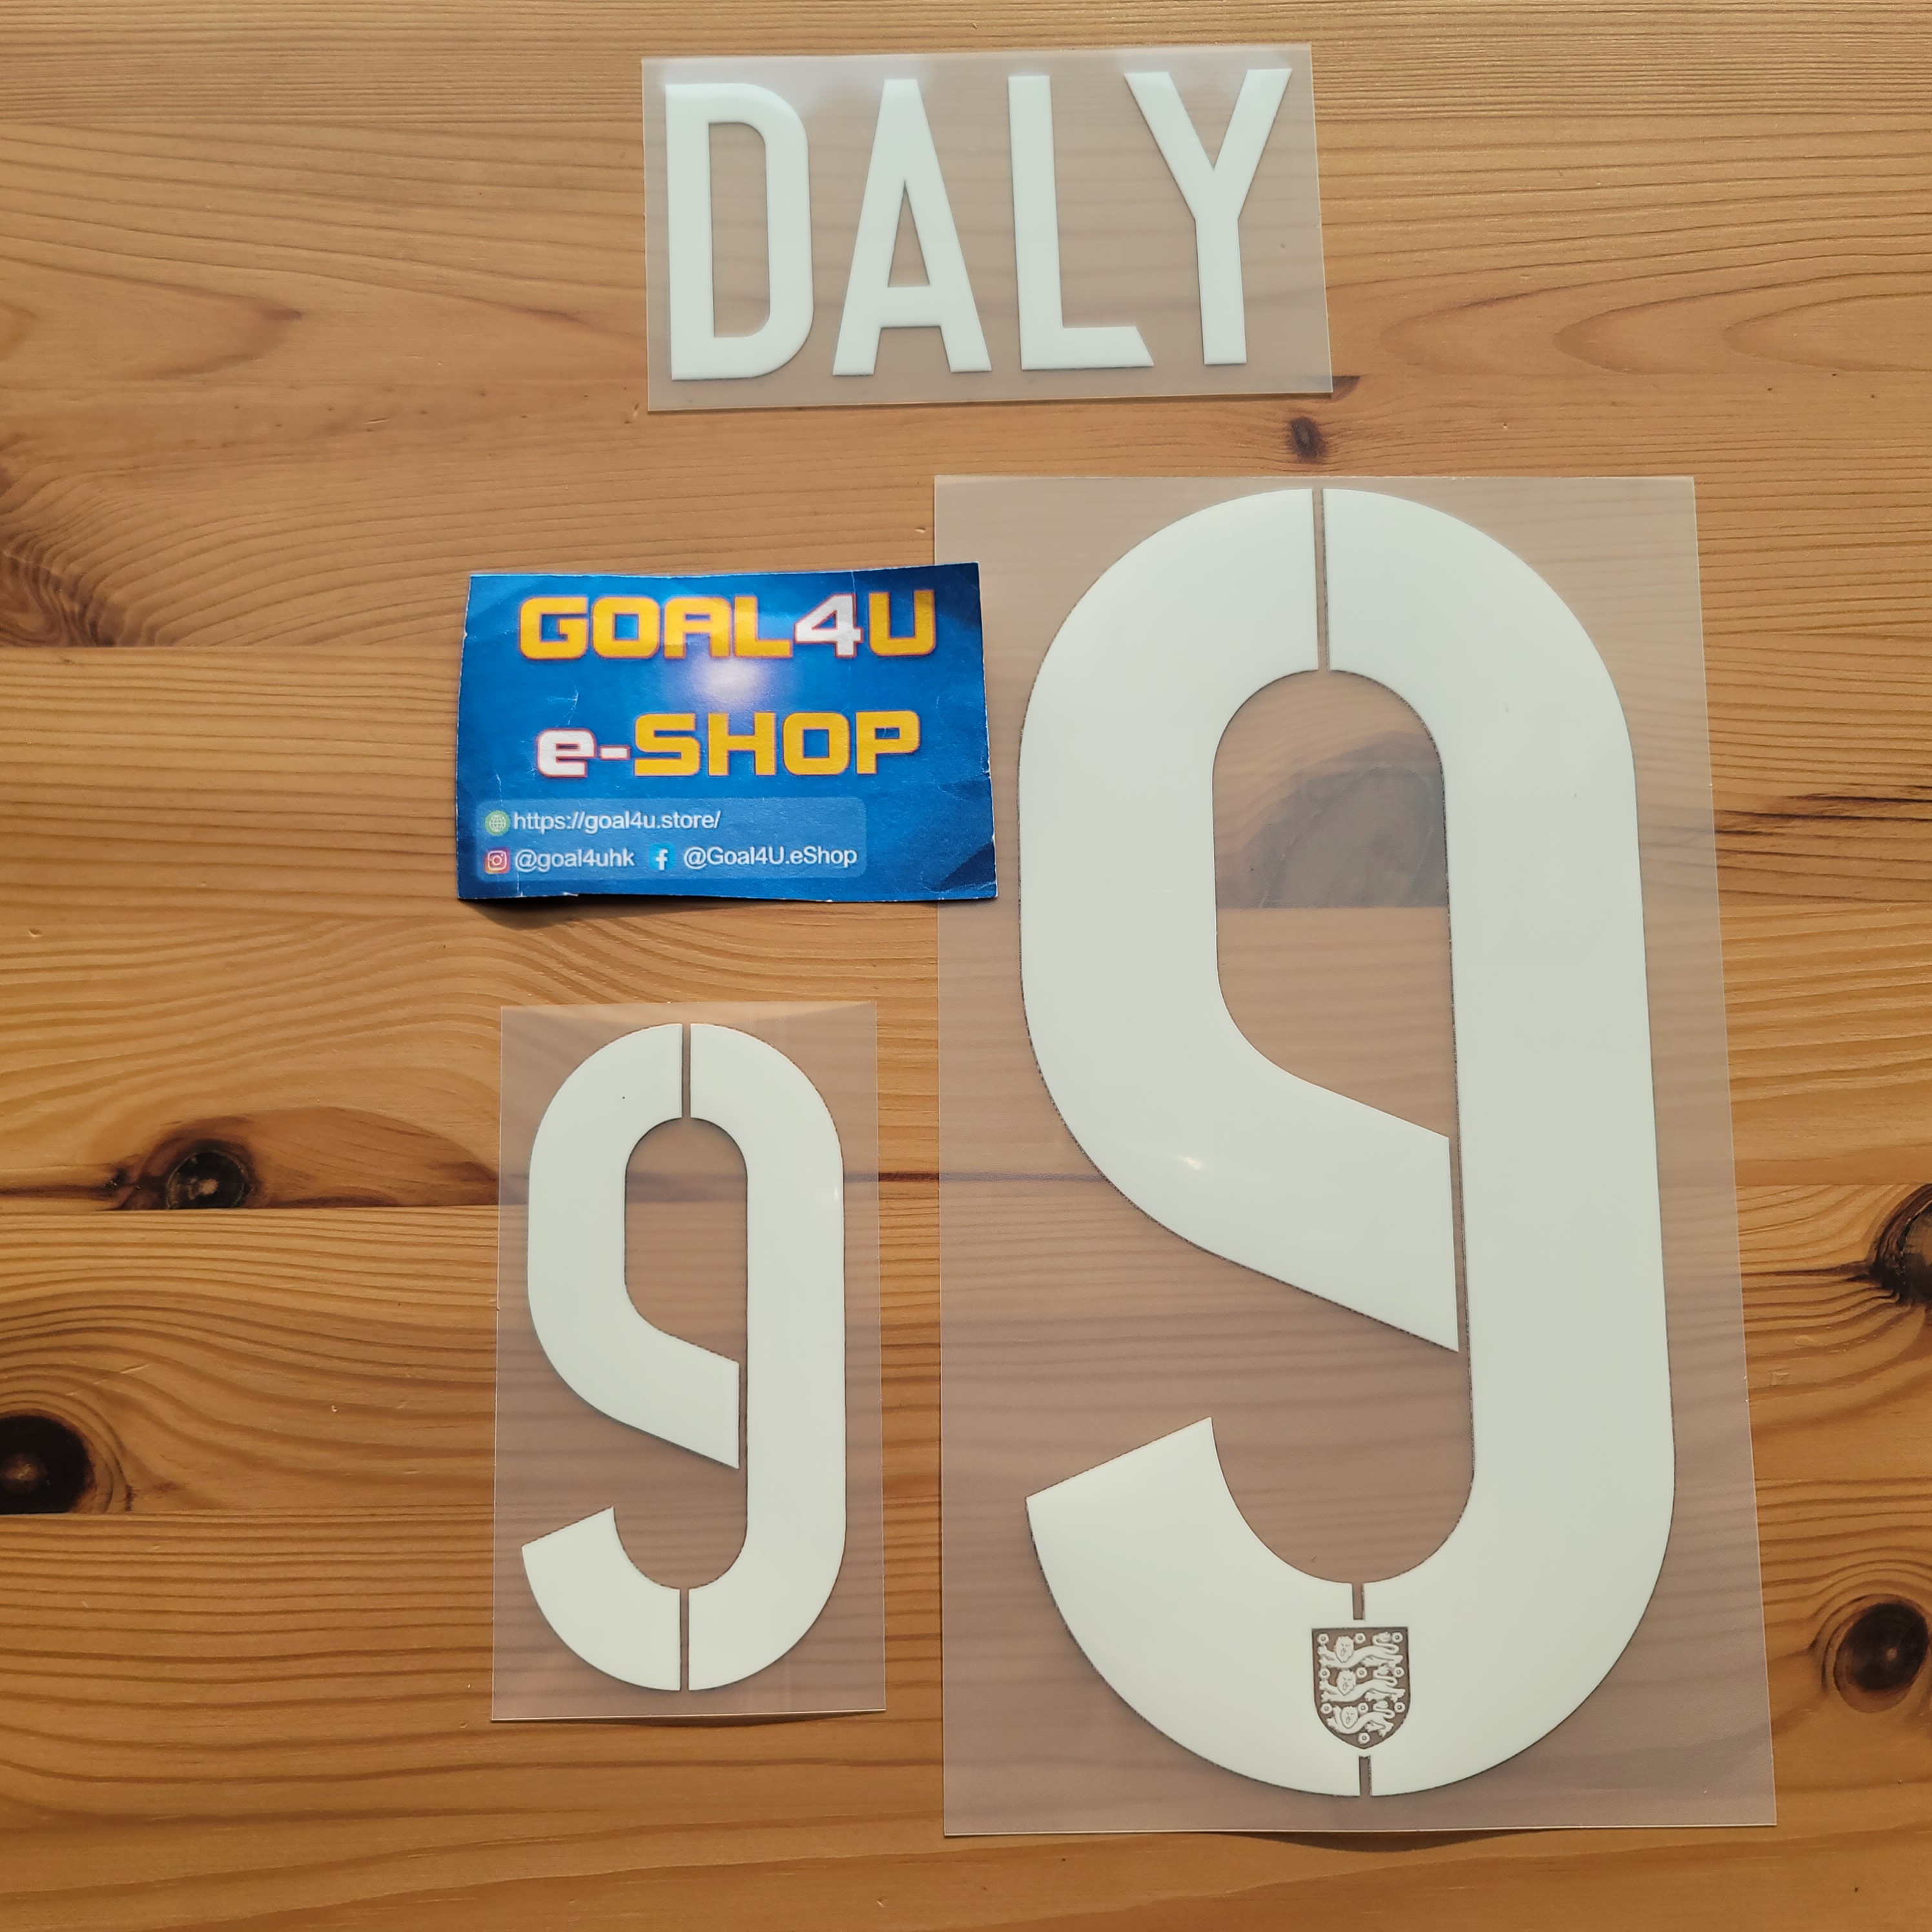 DALY
GOAL4U
e-SHOP
https://goal4u.store/
@goal4uhk @Goal4U.eShop
9
9